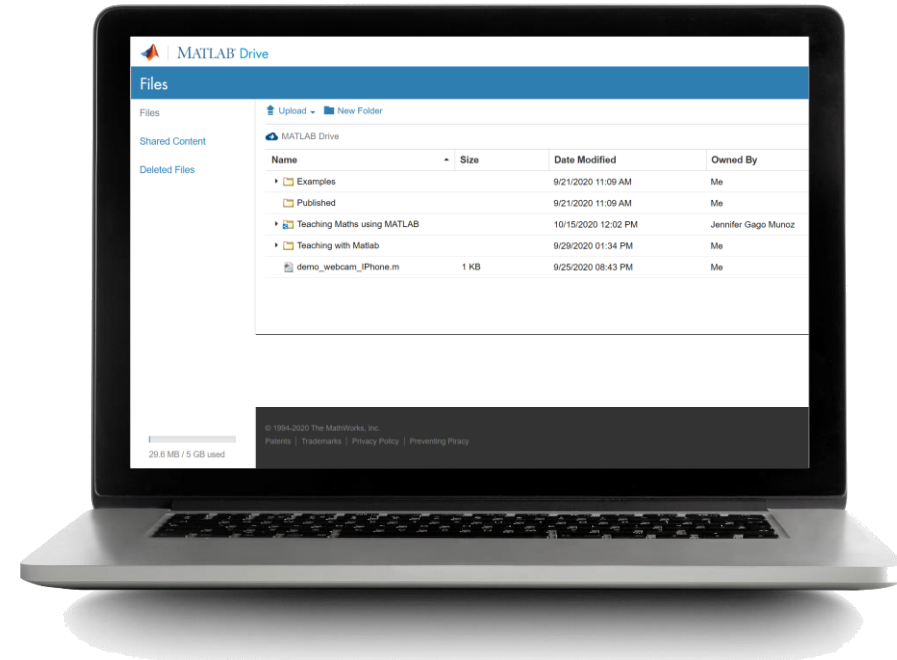 MATLAB Drive
Files
Files
Shared Content
Deleted Files
Upload New Folder
MATLAB Drive
Name Size Date Modified Owned By
Examples 9/21/2020 11:09 AM Me
Published 9/21/2020 11:09 AM Me
Teaching Maths using MATLAB 10/15/2020 12:02 PM Jennifer Gago Munoz
Teaching with Matlab 9/29/2020 01:34 PM Me
demo_webcam_IPhone.m 1 KB 9/25/2020 08:43 PM Me
© 1994-2020 The MathWorks, Inc.
Patents | Trademarks | Privacy Policy | Preventing Piracy
29.6 MB / 5 GB used